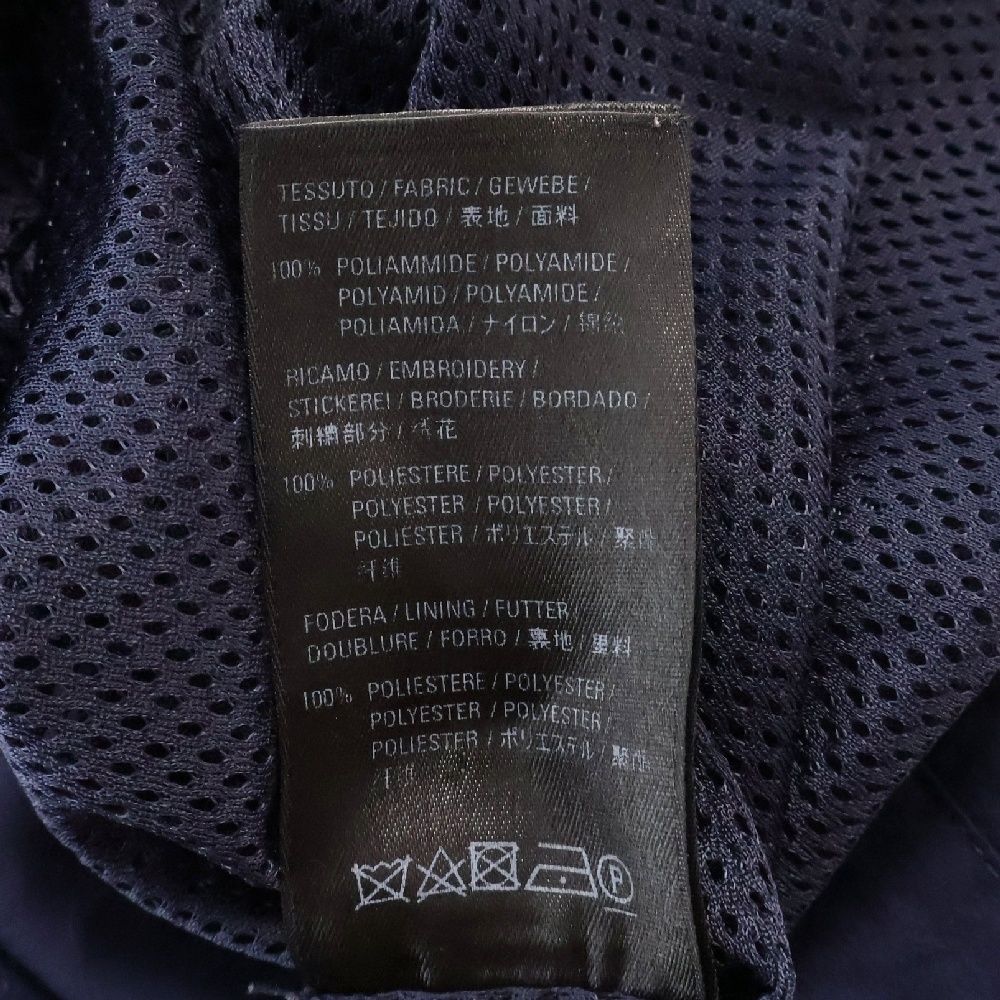 TESSUTO / FABRIC / GEWEBE /
TISSU / TEJIDO / 表地 / 面料
100% POLIAMMIDE / POLYAMIDE /
POLYAMID / POLYAMIDE /
POLIAMIDA / ナイロン / 锦纶
RICAMO / EMBROIDERY /
STICKEREI / BRODERIE / BORDADO /
刺繍部分 / 绣花
100% POLIESTERE / POLYESTER /
POLYESTER / POLYESTER /
POLIESTER / ポリエステル / 聚酯
纤维
FODERA / LINING / FUTTER /
DOUBLURE / FORRO / 裏地 / 里料
100% POLIESTERE / POLYESTER /
POLYESTER / POLYESTER /
POLIESTER / ポリエステル / 聚酯
纤维
P